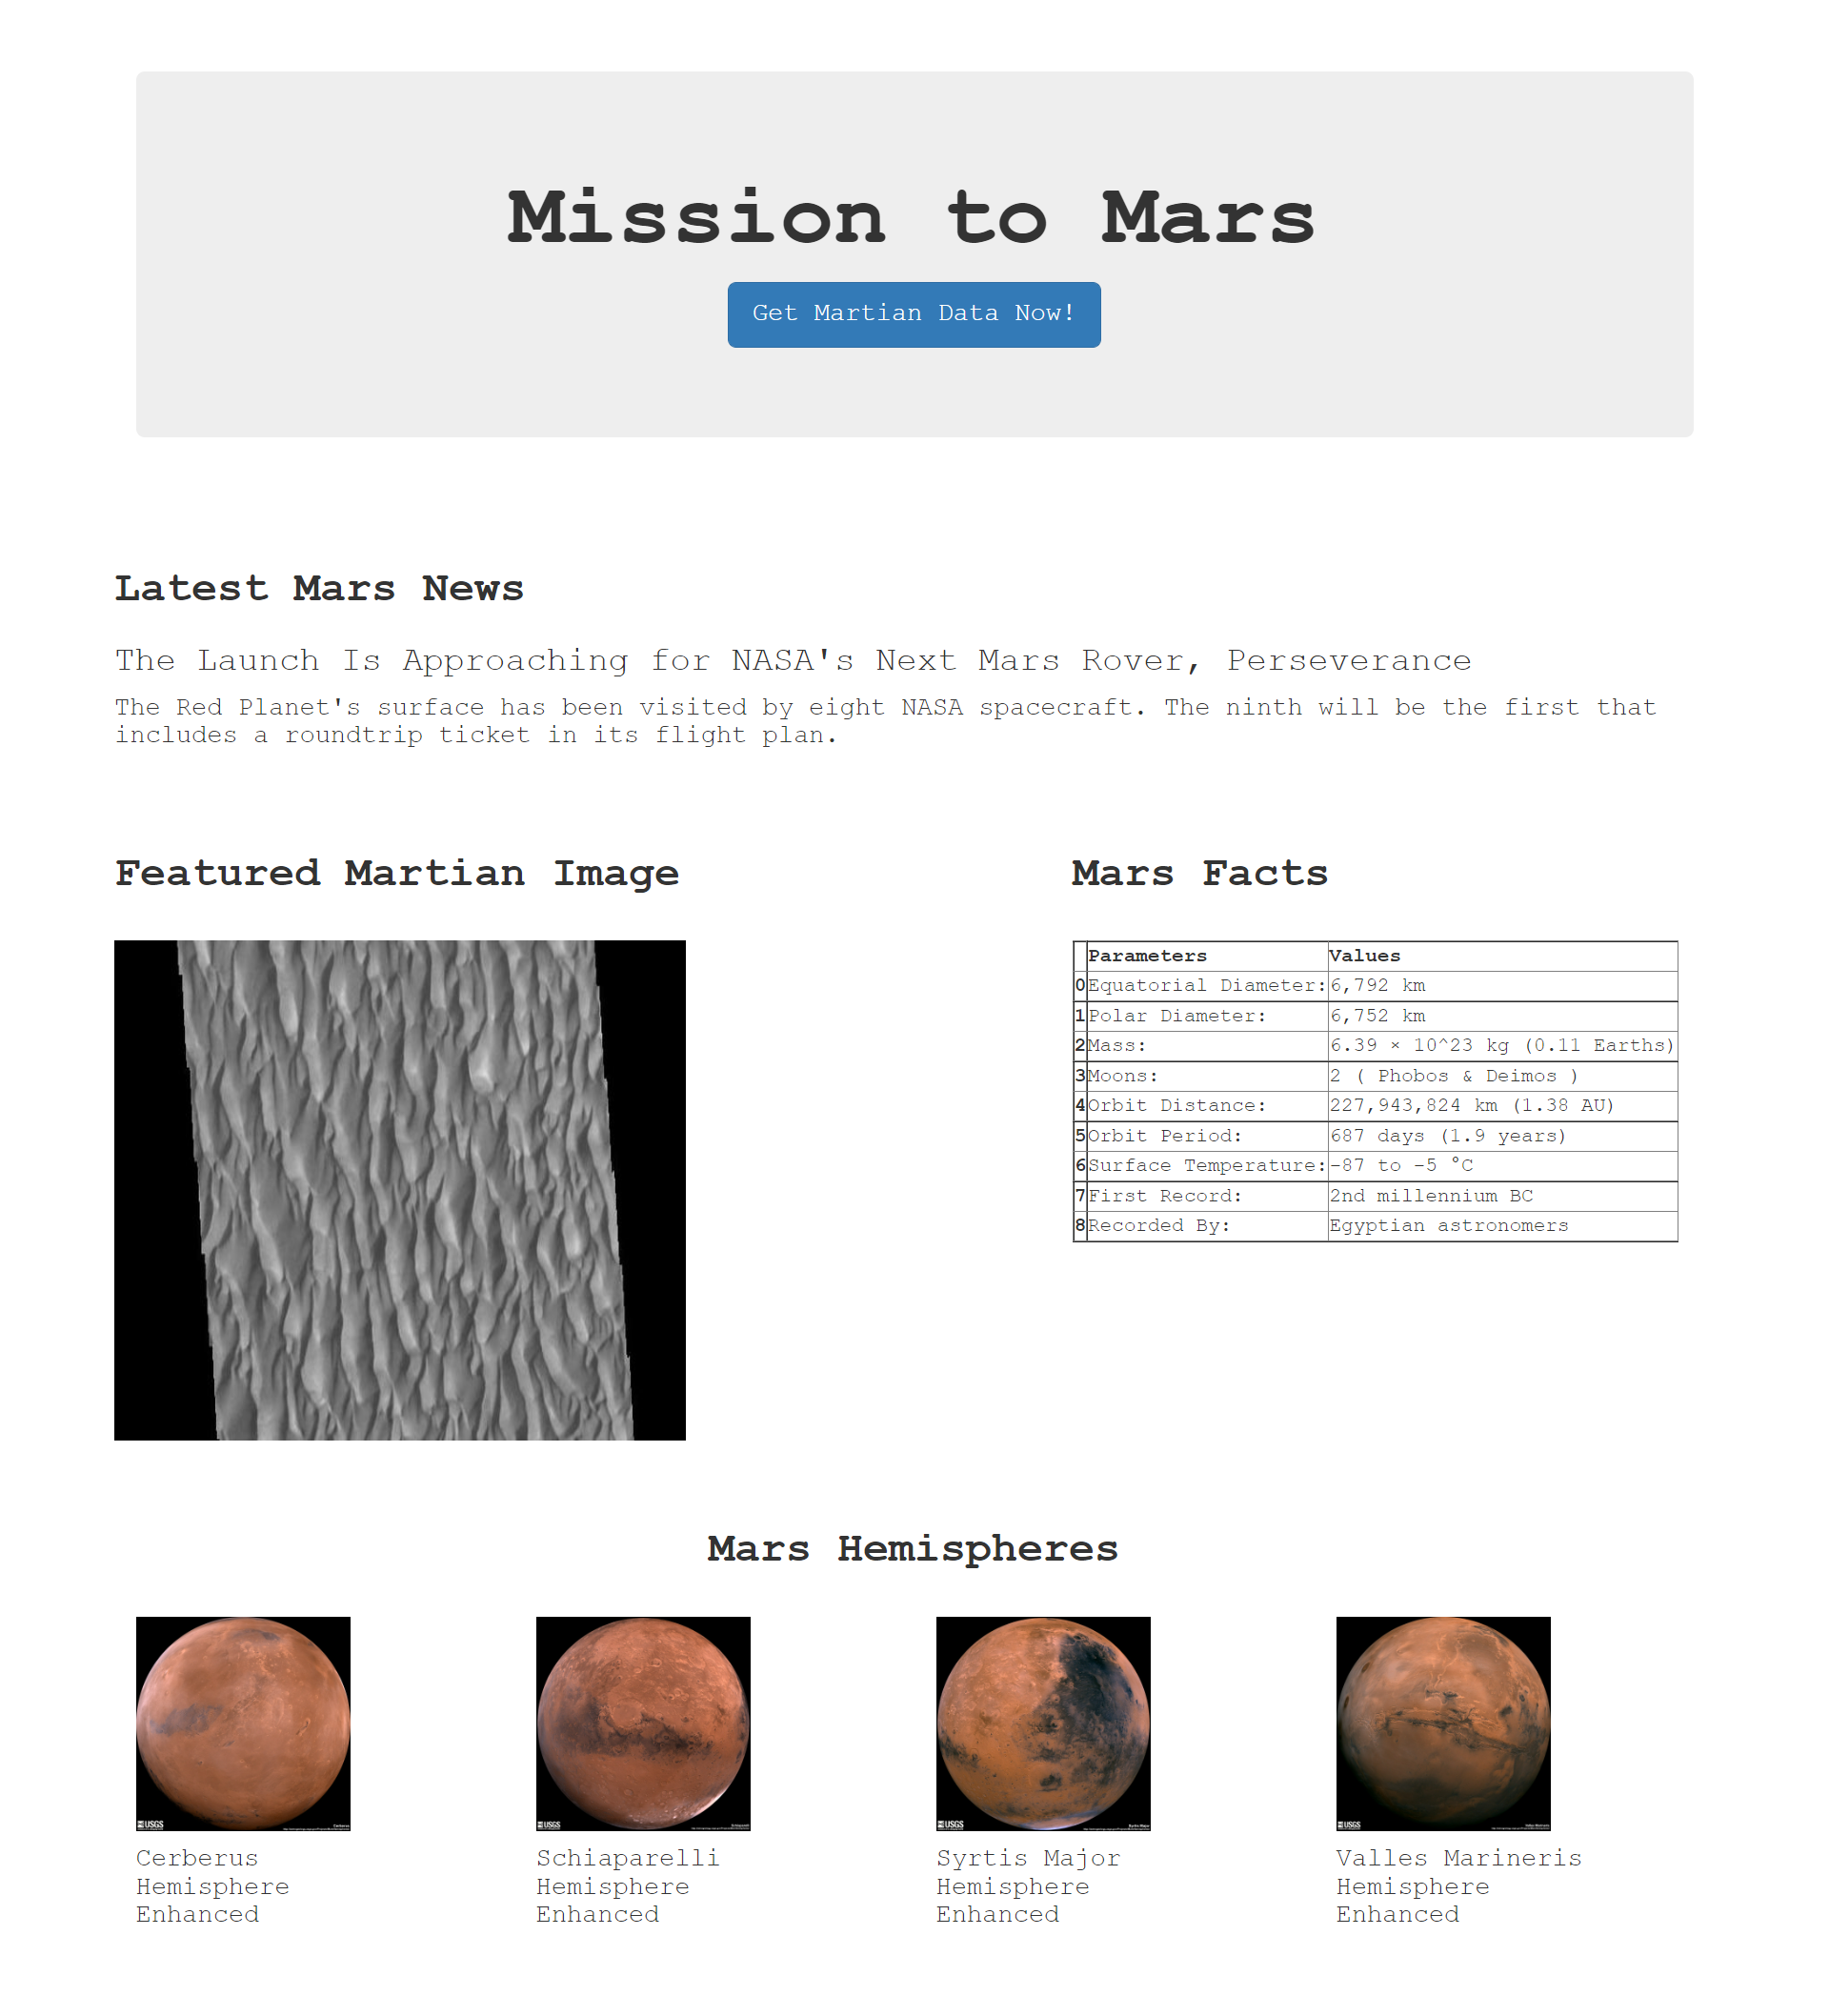 Mission to Mars
Get Martian Data Now!
Latest Mars News
The Launch Is Approaching for NASA's Next Mars Rover, Perseverance
The Red Planet's surface has been visited by eight NASA spacecraft. The ninth will be the first that
includes a roundtrip ticket in its flight plan.
Featured Martian Image
Mars Facts
Parameters Values
0 Equatorial Diameter: 6,792 km
1 Polar Diameter: 6,752 km
2 Mass: 6.39 × 10^23 kg (0.11 Earths)
3 Moons: 2 ( Phobos & Deimos )
4 Orbit Distance: 227,943,824 km (1.38 AU)
5 Orbit Period: 687 days (1.9 years)
6 Surface Temperature: -87 to -5 °C
7 First Record: 2nd millennium BC
8 Recorded By: Egyptian astronomers
Mars Hemispheres
USGS
Cerberus
Hemisphere
Enhanced
USGS
Schiaparelli
Hemisphere
Enhanced
USGS
Syrtis Major
Hemisphere
Enhanced
USGS
Valles Marineris
Hemisphere
Enhanced